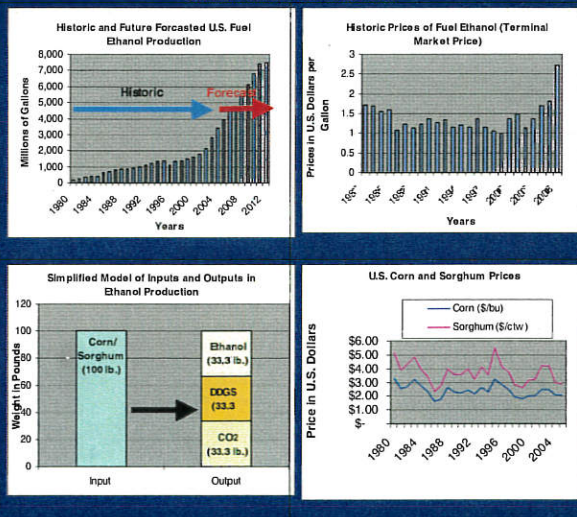 Historic and Future Forcasted U.S. Fuel
Ethanol Production
Millions of Gallons
8,000
7,000
6,000
5,000
4,000
3,000
2,000
1,000
0
Historic
Forecast
1980
1984
1988
1992
1996
2000
2004
2008
2012
Years
Historic Prices of Fuel Ethanol (Terminal
Market Price)
Prices in U.S. Dollars per
Gallon
3
2.5
2
1.5
1
0.5
0
2006
Years
Simplified Model of Inputs and Outputs in
Ethanol Production
Weight in Pounds
120
100
80
60
40
20
0
Corn/
Sorghum
(100 lb.)
Ethanol
(33.3 lb.)
DDGS
(33.3
CO2
(33.3 lb.)
Input
Output
U.S. Corn and Sorghum Prices
Corn ($/bu)
Sorghum ($/ctw)
Price in U.S. Dollars
$6.00
$5.00
$4.00
$3.00
$2.00
$1.00
$-
1980
1984
1988
1992
1996
2000
2004